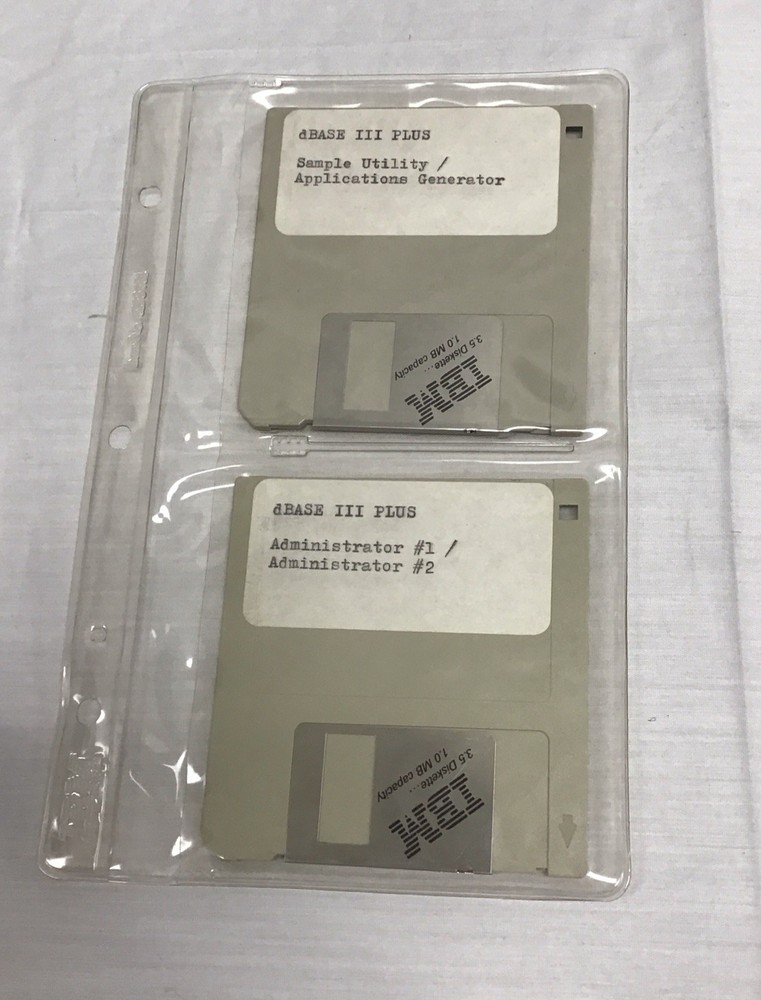 dBASE III PLUS
Sample Utility /
Applications Generator
3.5 Diskette...
1.0 MB capacity
IBM
dBASE III PLUS
Administrator #1 /
Administrator #2
3.5 Diskette...
1.0 MB capacity
IBM